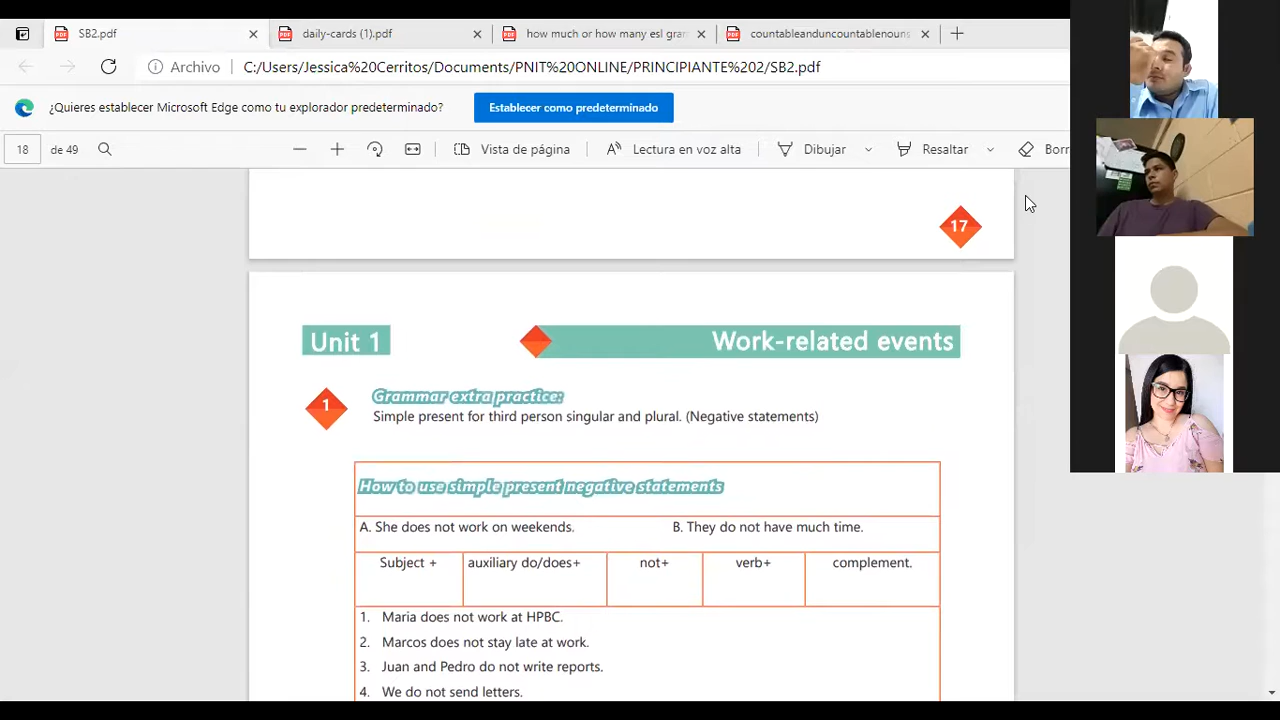 SB2.pdf
daily-cards (1).pdf
how much or how many esl gran
countableanduncountablenouns
Archivo
C:/Users/Jessica%20Cerritos/Documents/PNIT%20ONLINE/PRINCIPIANTE%202/SB2.pdf
¿Quieres establecer Microsoft Edge como tu explorador predeterminado?
Establecer como predeterminado
18 de 49
Vista de página
Lectura en voz alta
Dibujar
Resaltar
Borr
17
Unit 1
Work-related events
1
Grammar extra practice:
Simple present for third person singular and plural. (Negative statements)
How to use simple present negative statements
A. She does not work on weekends. B. They do not have much time.
Subject + auxiliary do/does+ not+ verb+ complement.
1. Maria does not work at HPBC.
2. Marcos does not stay late at work.
3. Juan and Pedro do not write reports.
4. We do not send letters.